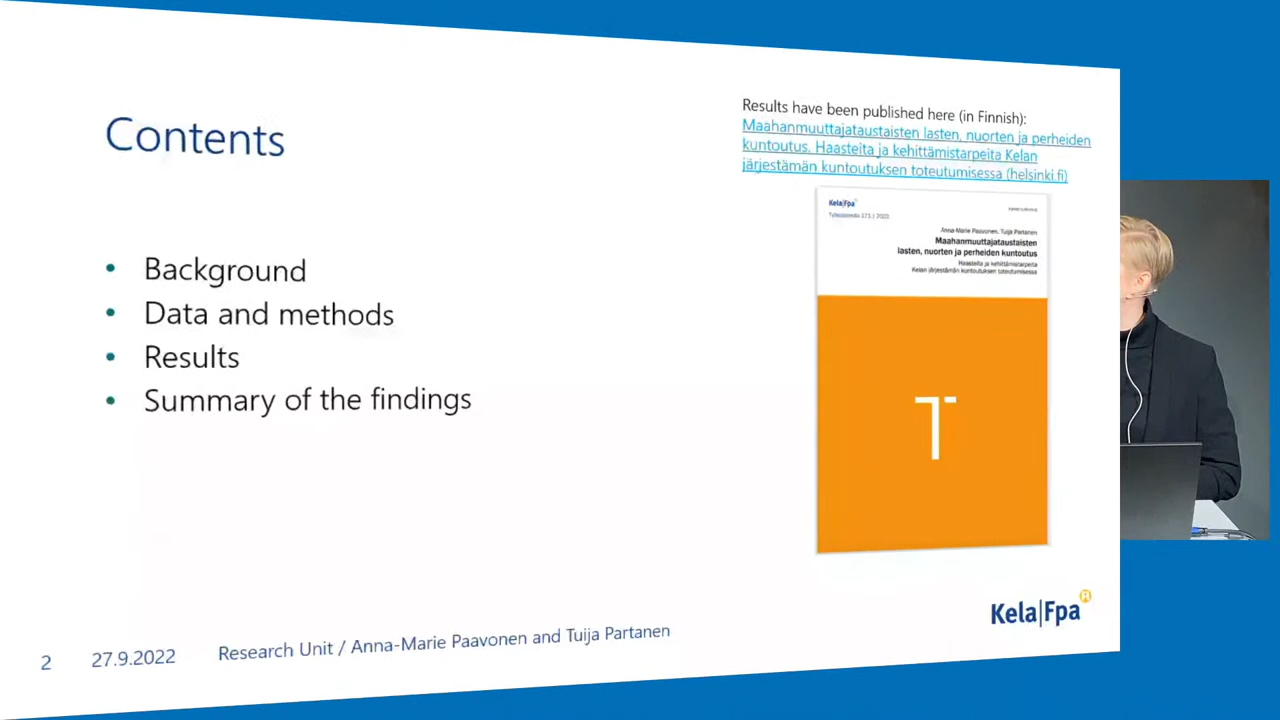 Contents
Results have been published here (in Finnish):
Maahanmuuttajataustaisten lasten, nuorten ja perheiden
kuntoutus. Haasteita ja kehittämistarpeita Kelan
järjestämän kuntoutuksen toteutumisessa (helsinki.fi)
Kela|Fpa
2022
Anna-Marie Paavonen, Tuija Partanen
Maahanmuuttajataustaisten
lasten, nuorten ja perheiden kuntoutus
Haasteita ja kehittämistarpeita
Kelan järjestämän kuntoutuksen toteutumisessa
T
• Background
• Data and methods
• Results
• Summary of the findings
Kela|Fpa
2 27.9.2022 Research Unit / Anna-Marie Paavonen and Tuija Partanen